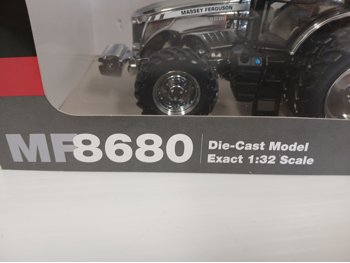 MASSEY FERGUSON
MF8680
Die-Cast Model
Exact 1:32 Scale